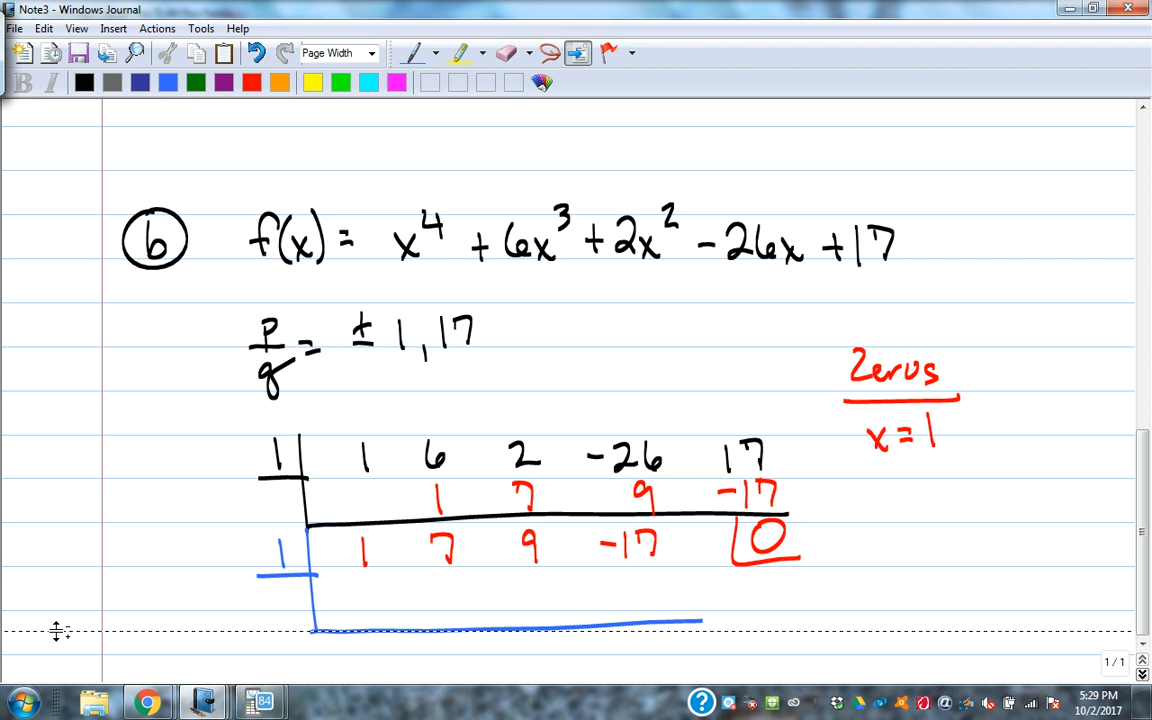 Note3 - Windows Journal
File Edit View Insert Actions Tools Help
Page Width
B I
6 f(x) = x⁴ + 6x³ + 2x² - 26x + 17
p/q = ± 1, 17
Zeros
x = 1
1 1 6 2 -26 17
1 7 9 -17
1 1 7 9 -17 0
1 / 1
84
5:29 PM
10/2/2017